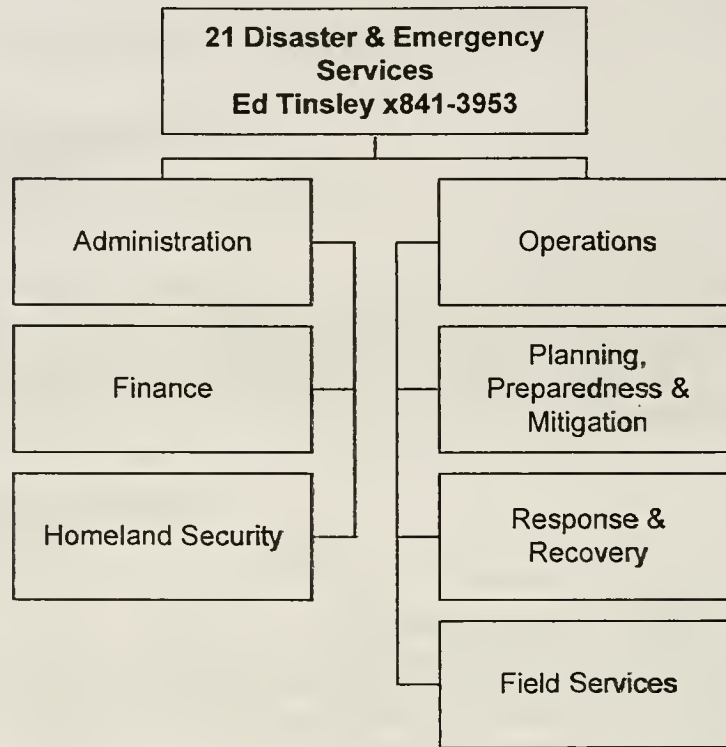 21 Disaster & Emergency
Services
Ed Tinsley x841-3953
Administration
Finance
Homeland Security
Operations
Planning,
Preparedness &
Mitigation
Response &
Recovery
Field Services